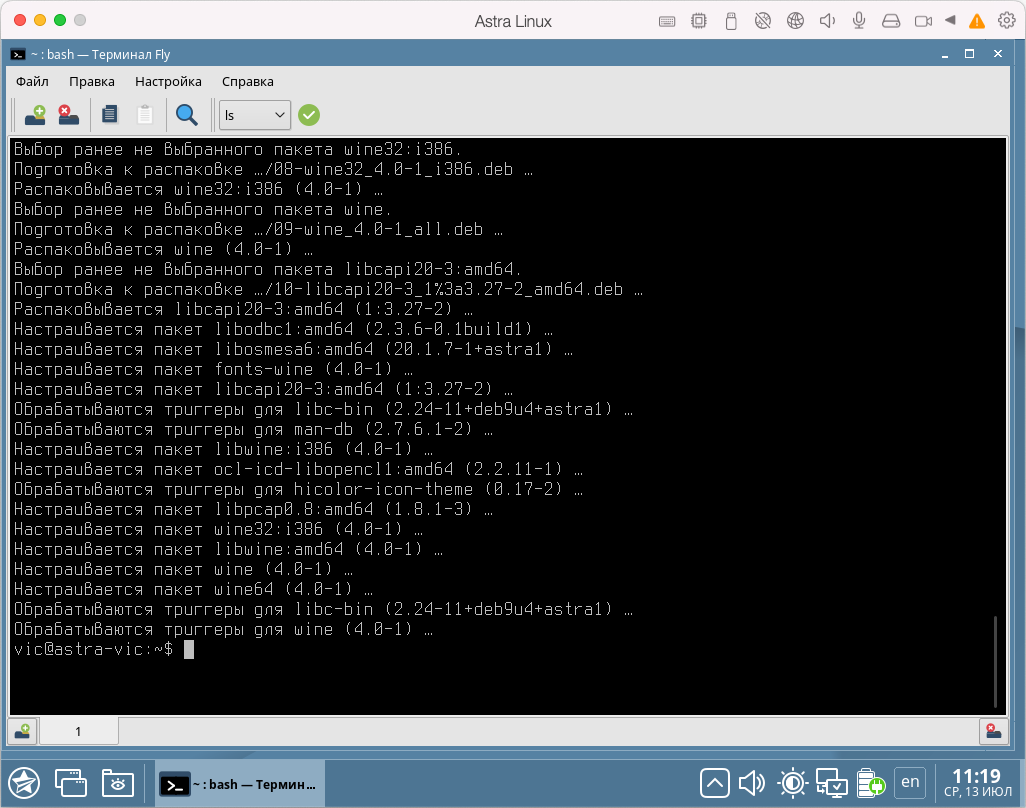 Astra Linux
~ : bash — Терминал Fly
Файл Правка Настройка Справка
ls
Выбор ранее не выбранного пакета wine32:i386.
Подготовка к распаковке …/08-wine32_4.0-1_i386.deb …
Распаковывается wine32:i386 (4.0-1) …
Выбор ранее не выбранного пакета wine.
Подготовка к распаковке …/09-wine_4.0-1_all.deb …
Распаковывается wine (4.0-1) …
Выбор ранее не выбранного пакета libcapi20-3:amd64.
Подготовка к распаковке …/10-libcapi20-3_1%3a3.27-2_amd64.deb …
Распаковывается libcapi20-3:amd64 (1:3.27-2) …
Настраивается пакет libodbc1:amd64 (2.3.6-0.1build1) …
Настраивается пакет libosmesa6:amd64 (20.1.7-1+astra1) …
Настраивается пакет fonts-wine (4.0-1) …
Настраивается пакет libcapi20-3:amd64 (1:3.27-2) …
Обрабатываются триггеры для libc-bin (2.24-11+deb9u4+astra1) …
Обрабатываются триггеры для man-db (2.7.6.1-2) …
Настраивается пакет libwine:i386 (4.0-1) …
Настраивается пакет ocl-icd-libopencl1:amd64 (2.2.11-1) …
Обрабатываются триггеры для hicolor-icon-theme (0.17-2) …
Настраивается пакет libpcap0.8:amd64 (1.8.1-3) …
Настраивается пакет wine32:i386 (4.0-1) …
Настраивается пакет libwine:amd64 (4.0-1) …
Настраивается пакет wine (4.0-1) …
Настраивается пакет wine64 (4.0-1) …
Обрабатываются триггеры для libc-bin (2.24-11+deb9u4+astra1) …
Обрабатываются триггеры для wine (4.0-1) …
vic@astra-vic:~$
1
~ : bash — Термин…
en
11:19
СР, 13 ИЮЛ